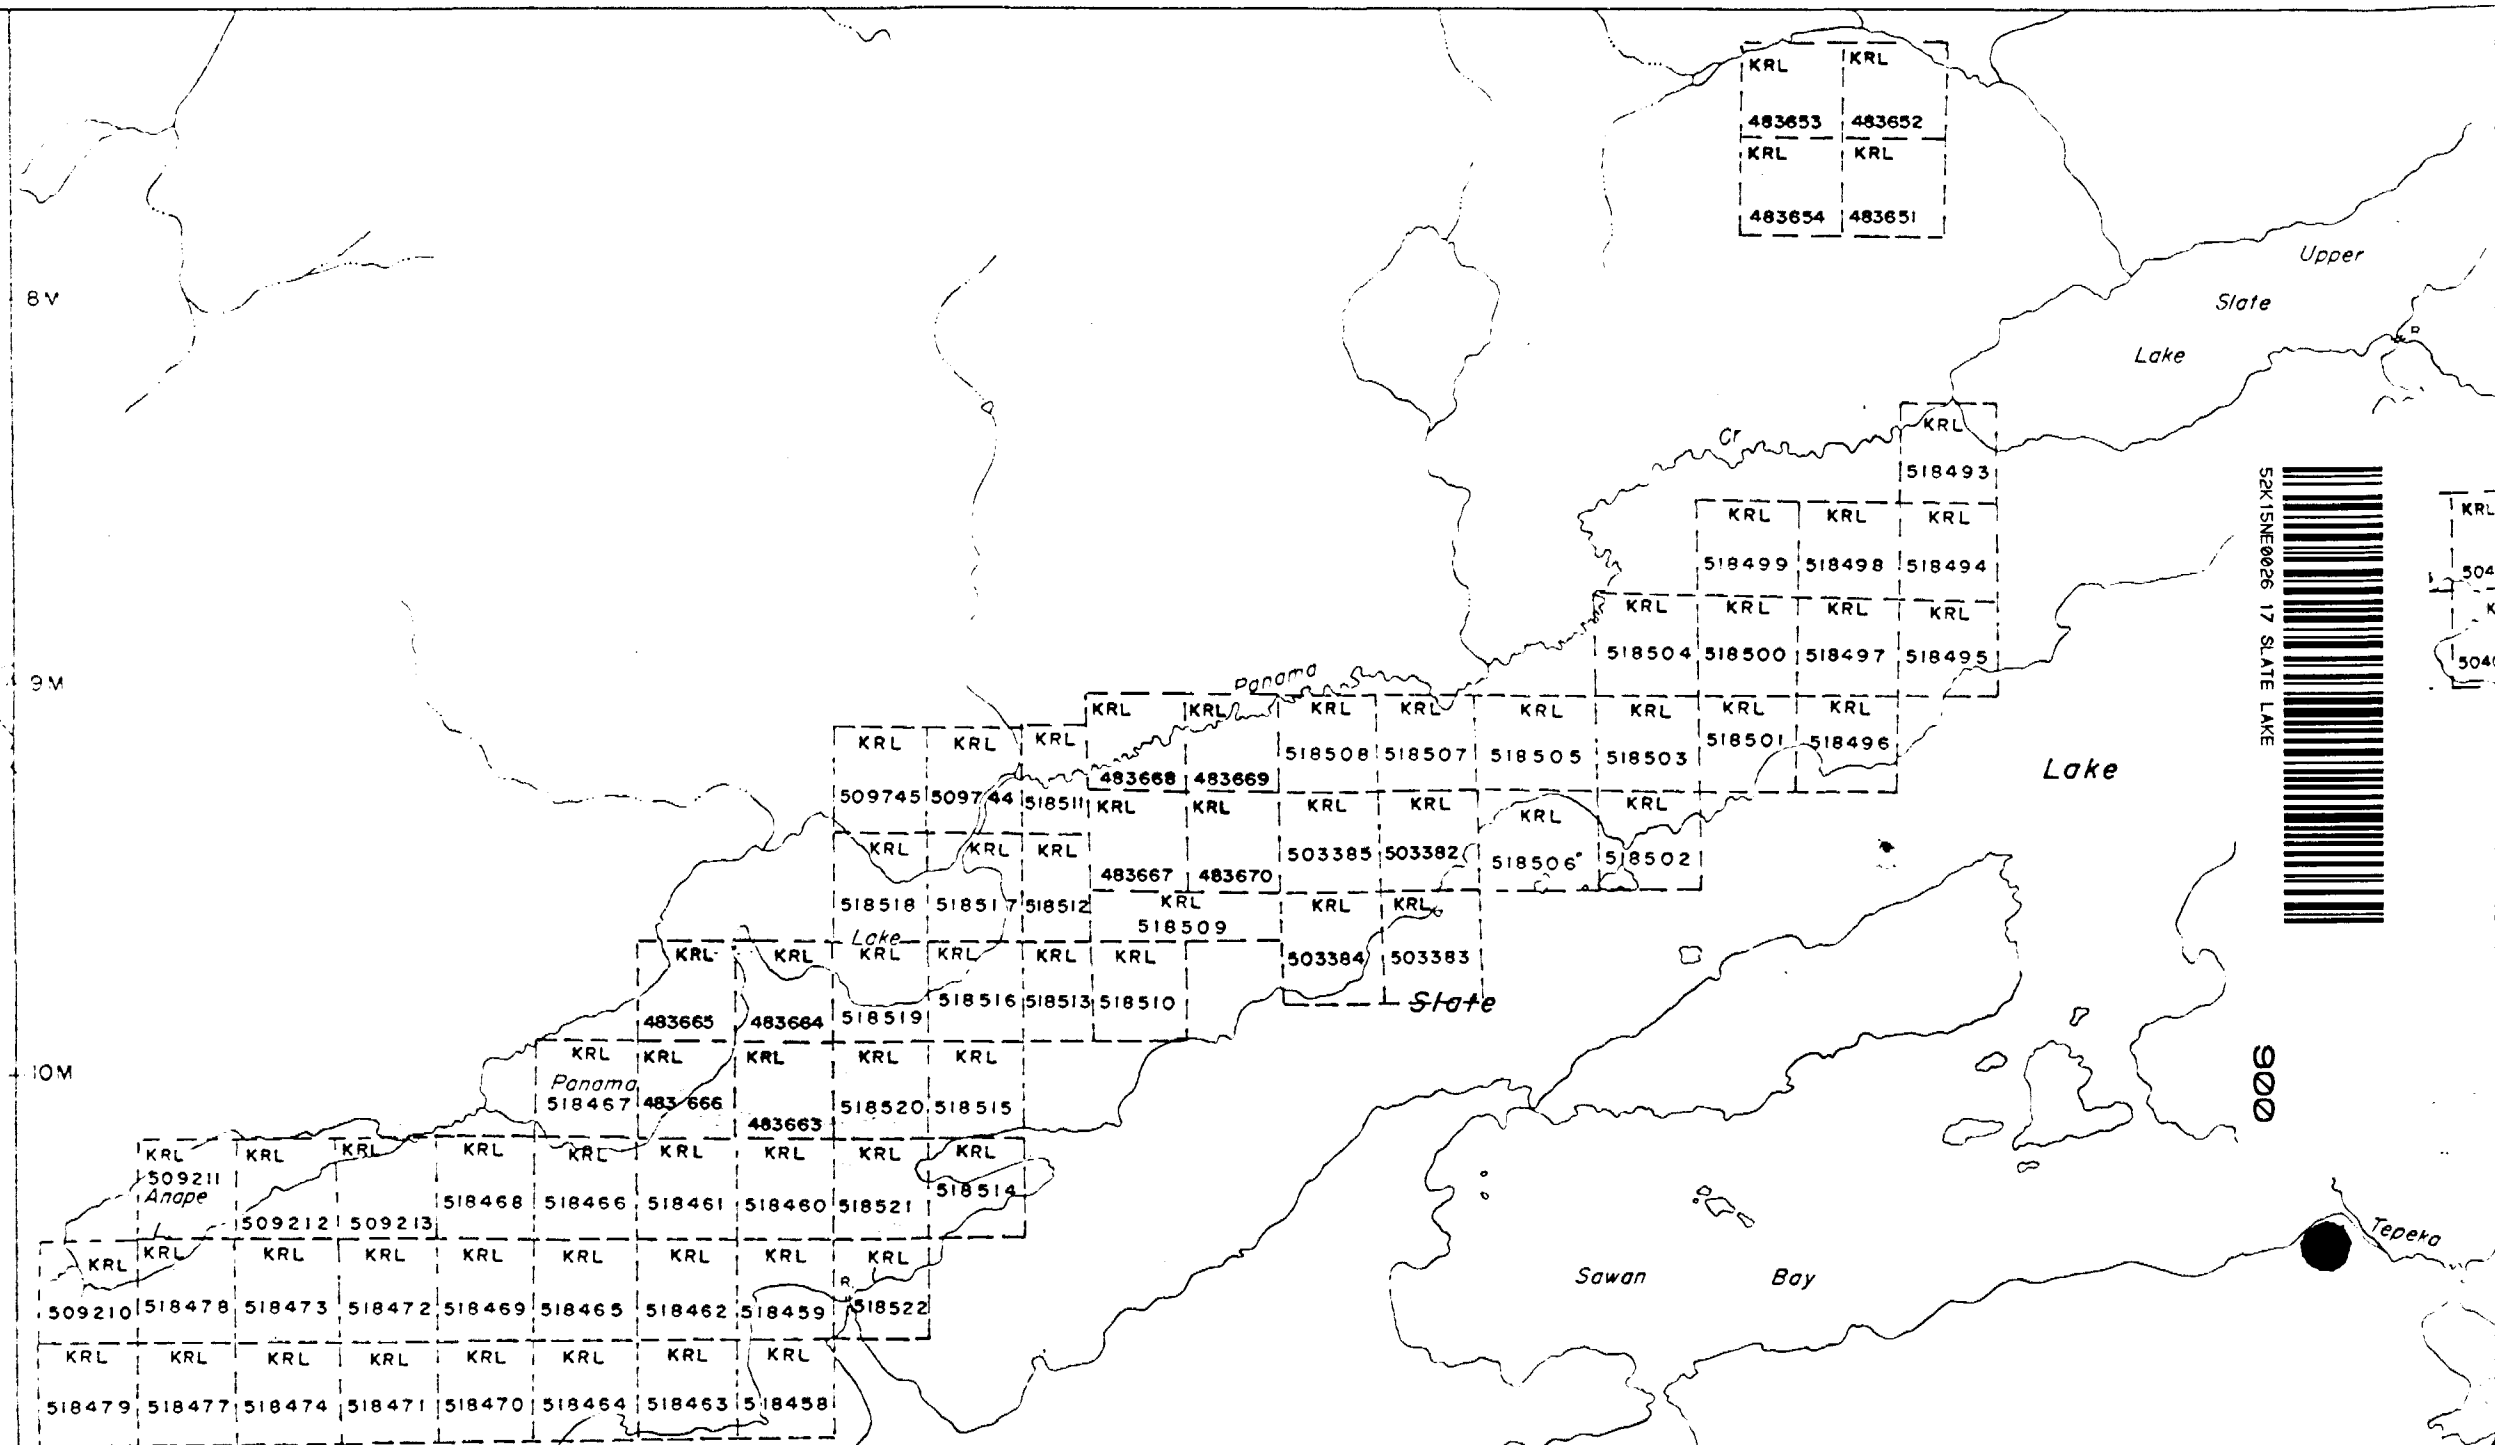 KRL KRL
483653 483652
KRL KRL
483654 483651
Upper
Slate
Lake
8M
R
Cr
KRL
518493
KRL KRL KRL
518499 518498 518494
KRL KRL KRL KRL
518504 518500 518497 518495
52K15NE0026 17 SLATE LAKE
KRL
504
K
504
9M
Panama
KRL KRL KRL KRL KRL KRL KRL KRL
518508 518507 518505 518503 518501 518496
483668 483669
KRL KRL KRL
509745 509744 518511
Lake
KRL KRL KRL KRL KRL KRL
503385 503382 518506 518502
483667 483670
KRL KRL KRL
518518 518517 518512
KRL
518509
KRL KRL
503384 503383
Lake
KRL KRL KRL KRL KRL KRL
483665 483664 518519 518516 518513 518510
Slate
900
10M
KRL KRL KRL KRL KRL
Panama
518467 483666 483663 518520 518515
KRL KRL KRL KRL KRL KRL KRL KRL KRL
509211
Anape
509212 509213 518468 518466 518461 518460 518521 518514
L
Tepeka
KRL KRL KRL KRL KRL KRL KRL KRL KRL
R
509210 518478 518473 518472 518469 518465 518462 518459 518522
Sawan Bay
KRL KRL KRL KRL KRL KRL KRL KRL
518479 518477 518474 518471 518470 518464 518463 518458